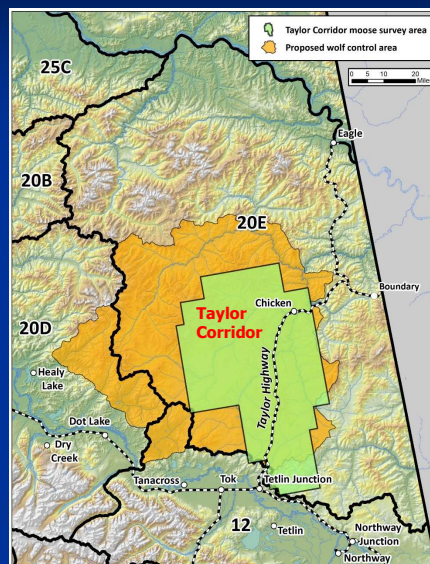 Taylor Corridor moose survey area
Proposed wolf control area
0 5 10 20
Mile
25C
Eagle
20B
20E
Boundary
Chicken
Taylor
Corridor
20D
Taylor Highway
Healy
Lake
Dot Lake
Dry
Creek
Tanacross
Tok
Tetlin Junction
12
Tetlin
Northway
Junction
Northway